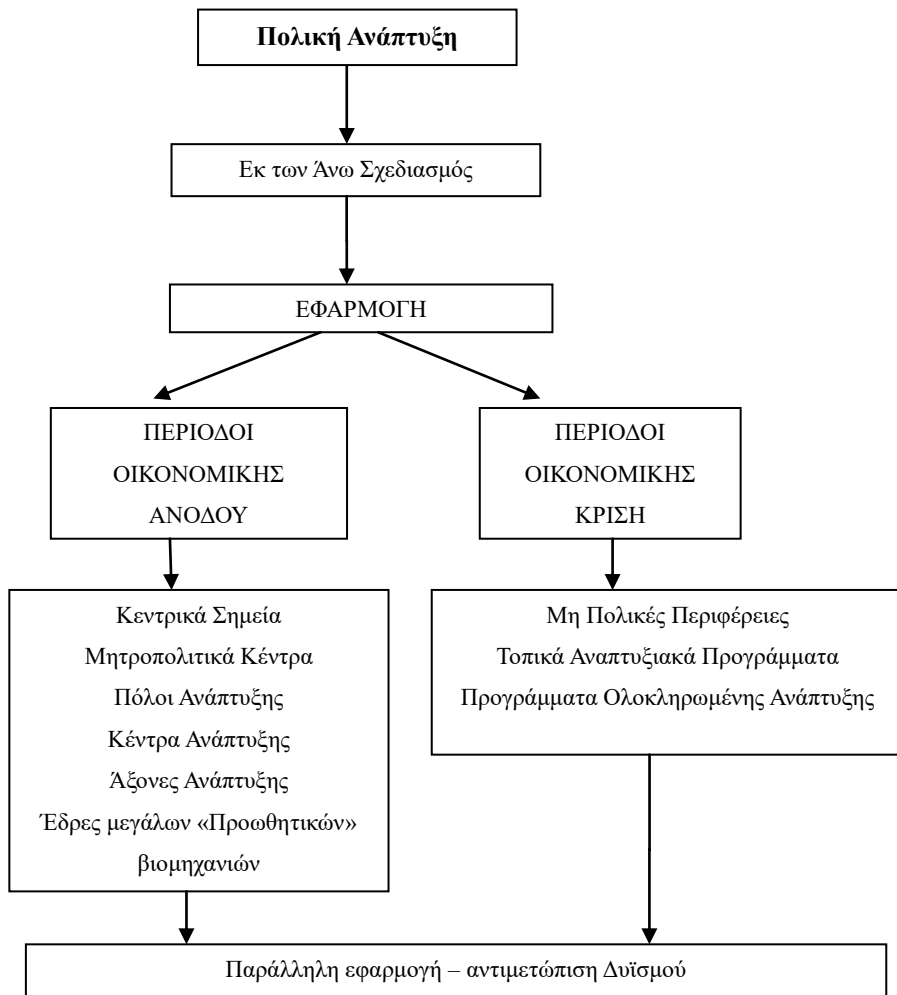 Πολική Ανάπτυξη
Εκ των Άνω Σχεδιασμός
ΕΦΑΡΜΟΓΗ
ΠΕΡΙΟΔΟΙ
ΟΙΚΟΝΟΜΙΚΗΣ
ΑΝΟΔΟΥ
ΠΕΡΙΟΔΟΙ
ΟΙΚΟΝΟΜΙΚΗΣ
ΚΡΙΣΗ
Κεντρικά Σημεία
Μητροπολιτικά Κέντρα
Πόλοι Ανάπτυξης
Κέντρα Ανάπτυξης
Άξονες Ανάπτυξης
Έδρες μεγάλων «Προωθητικών»
βιομηχανιών
Μη Πολικές Περιφέρειες
Τοπικά Αναπτυξιακά Προγράμματα
Προγράμματα Ολοκληρωμένης Ανάπτυξης
Παράλληλη εφαρμογή – αντιμετώπιση Δυϊσμού